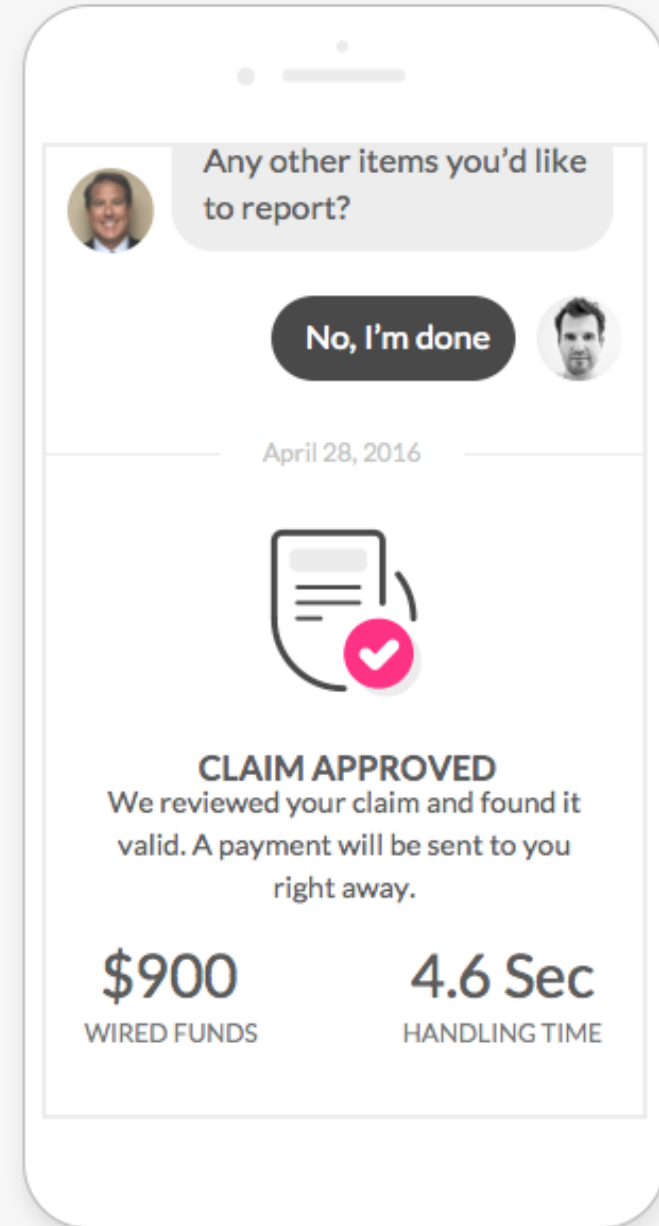 Any other items you’d like
to report?
No, I’m done
April 28, 2016
CLAIM APPROVED
We reviewed your claim and found it
valid. A payment will be sent to you
right away.
$900 4.6 Sec
WIRED FUNDS HANDLING TIME